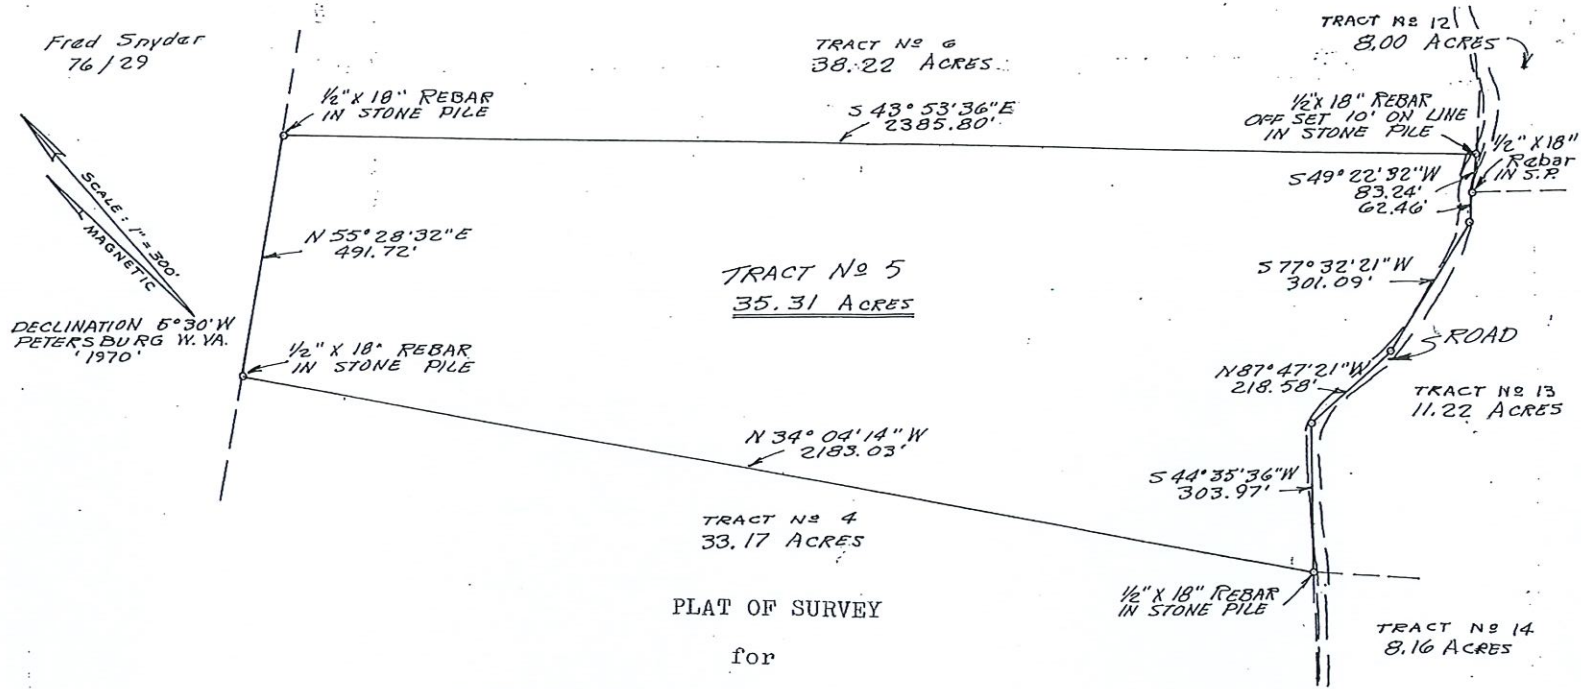 Fred Snyder
76/29
TRACT No 6
38.22 ACRES
TRACT No 12
8.00 ACRES
1/2" X 18" REBAR
IN STONE PILE
S 43° 53' 36" E
2385.80'
1/2" X 18" REBAR
OFF SET 10' ON LINE
IN STONE PILE
1/2" X 18"
Rebar
IN S.P.
S 49° 22' 32" W
83.24'
62.46'
SCALE: 1" = 300'
MAGNETIC
N 55° 28' 32" E
491.72'
TRACT No 5
35.31 ACRES
S 77° 32' 21" W
301.09'
DECLINATION 6°30' W
PETERSBURG W. VA.
'1970'
1/2" X 18" REBAR
IN STONE PILE
ROAD
N 87° 47' 21" W
218.58'
TRACT No 13
11.22 ACRES
N 34° 04' 14" W
2183.03'
S 44° 35' 36" W
303.97'
TRACT No 4
33.17 ACRES
1/2" X 18" REBAR
IN STONE PILE
PLAT OF SURVEY
for
TRACT No 14
8.16 ACRES